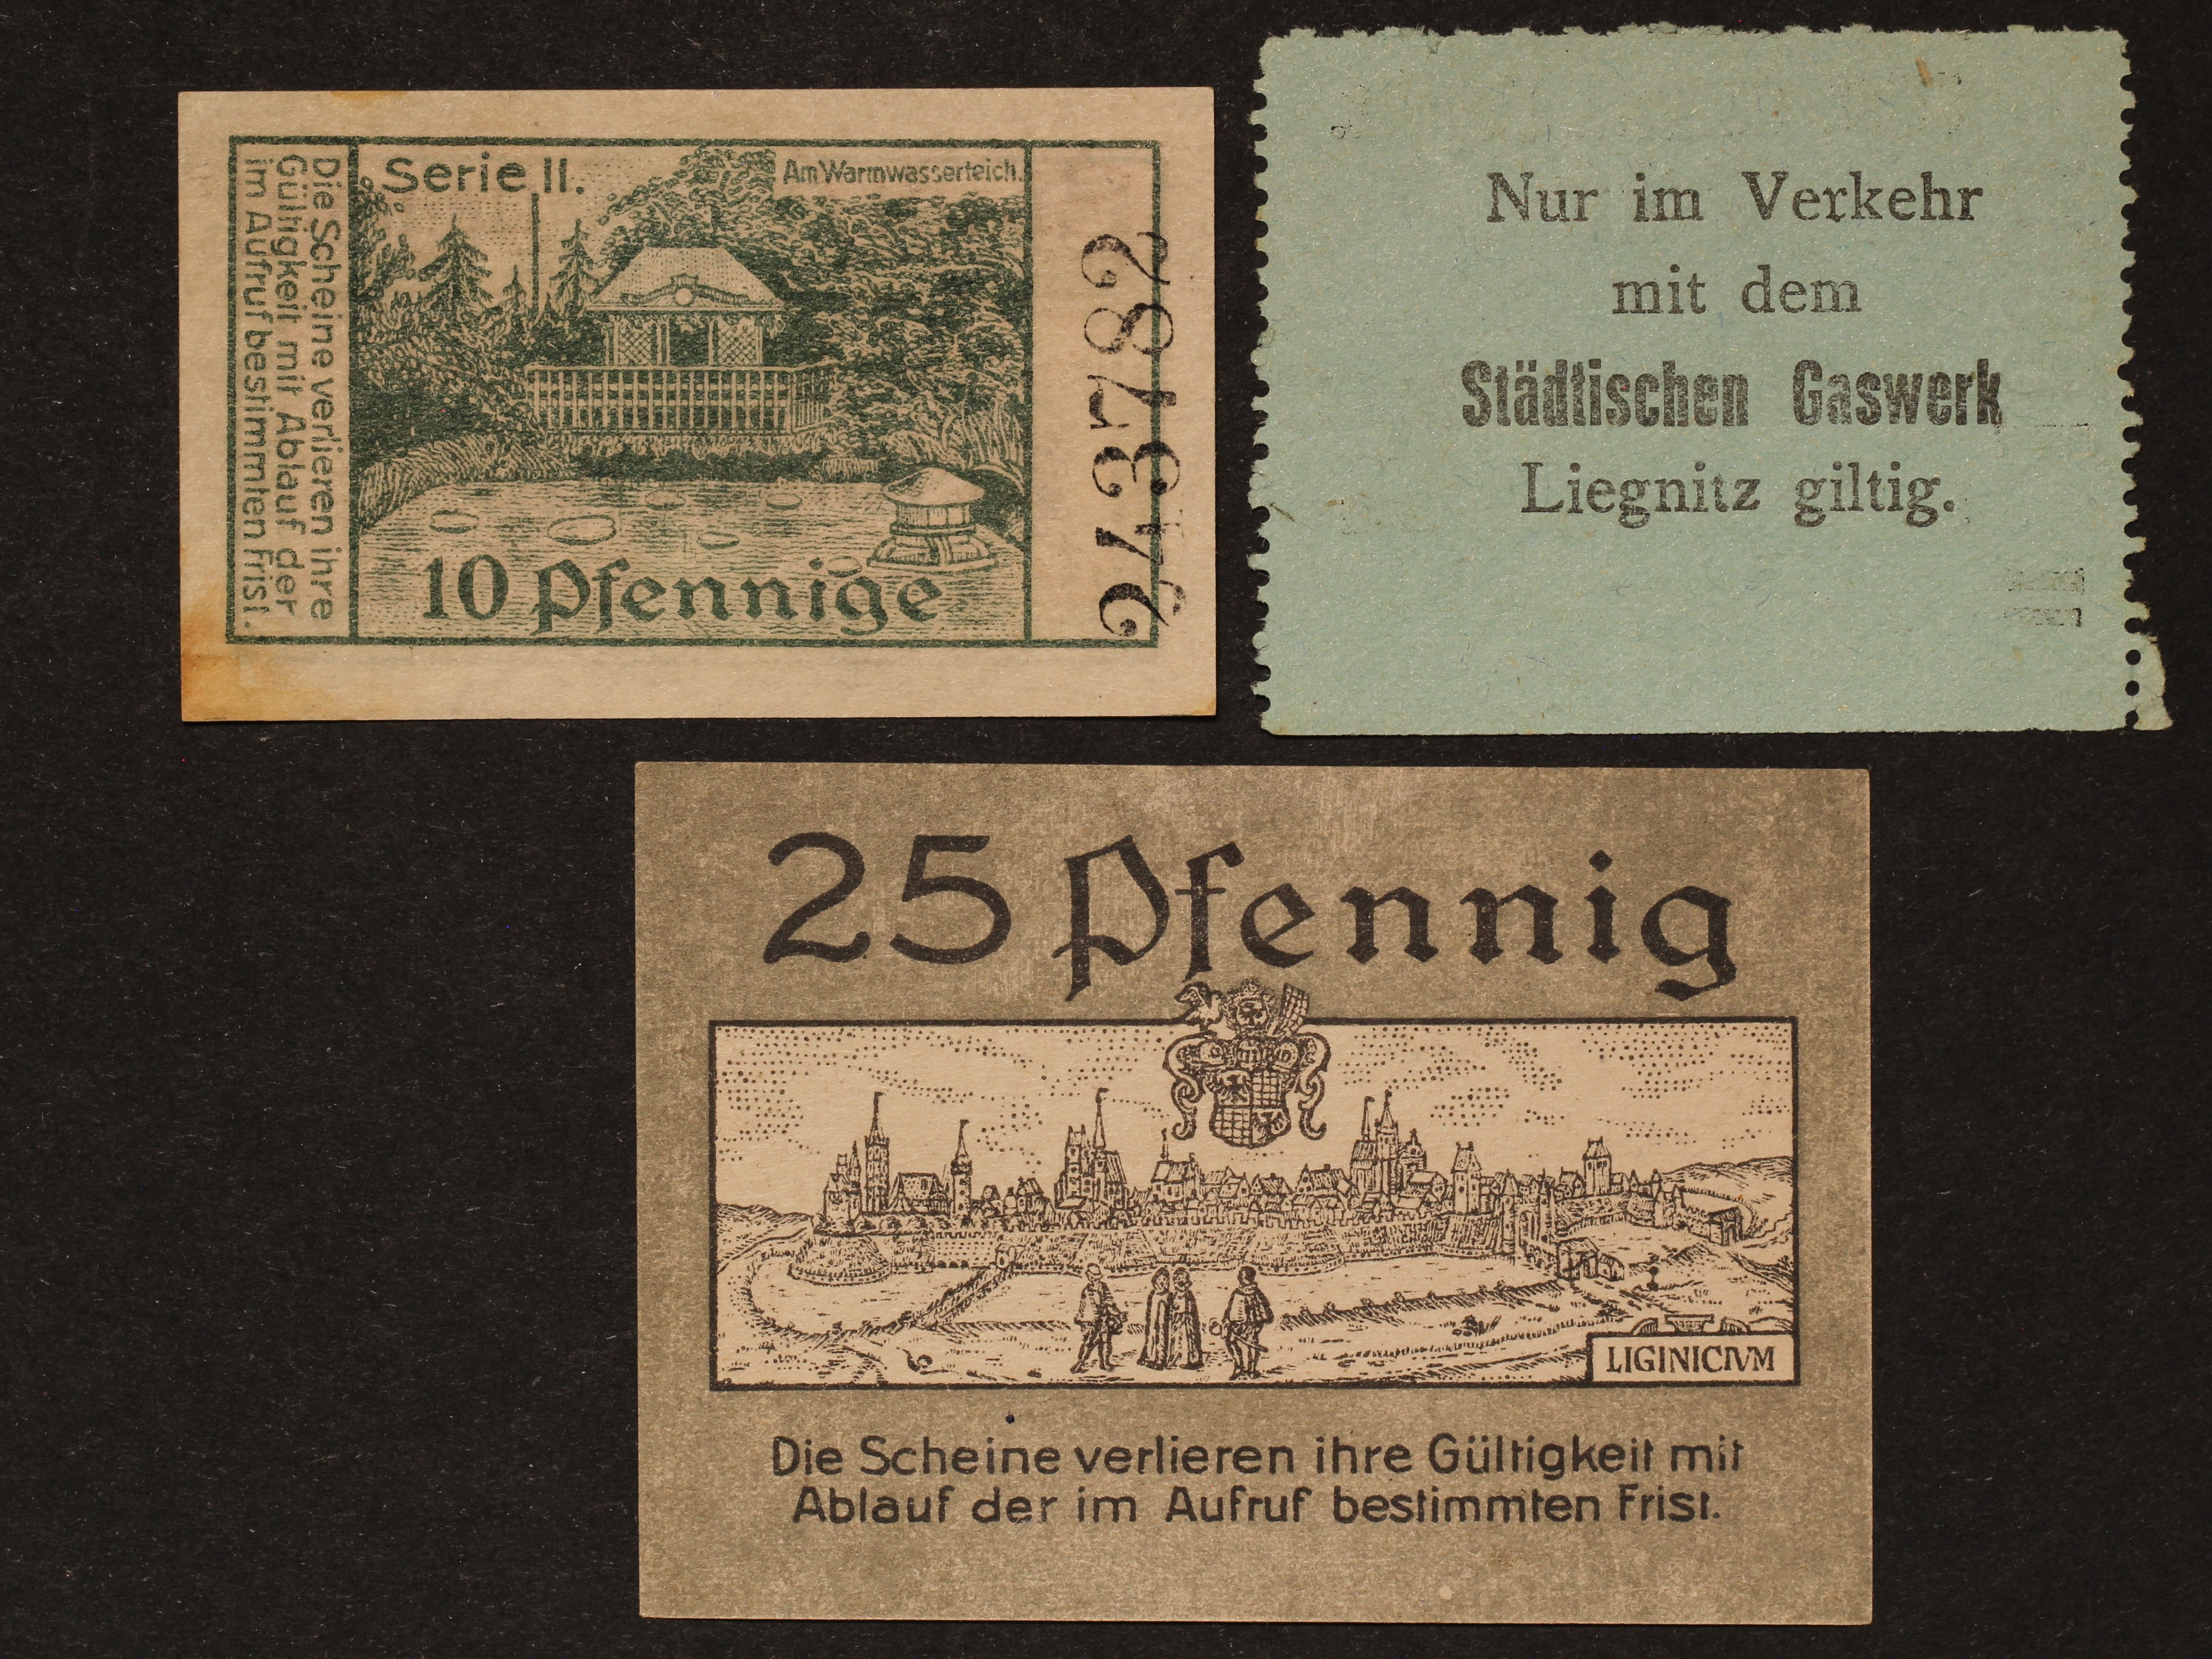 Serie II.
Am Warmwasserteich.
Die Scheine verlieren ihre
Gültigkeit mit Ablauf der
im Aufruf bestimmten Frist.
10 Pfennige
243782
Nur im Verkehr
mit dem
Städtischen Gaswerk
Liegnitz giltig.
25 Pfennig
LIGINICIVM
Die Scheine verlieren ihre Gültigkeit mit
Ablauf der im Aufruf bestimmten Frist.